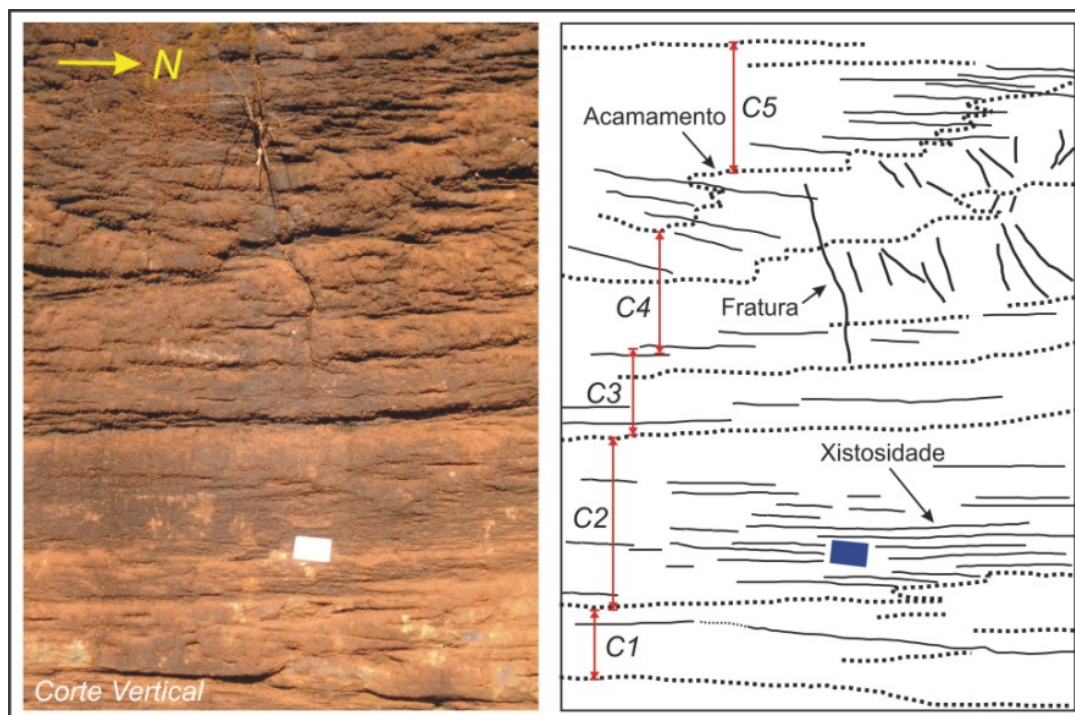 N
Corte Vertical
C5
Acamamento
C4
Fratura
C3
Xistosidade
C2
C1